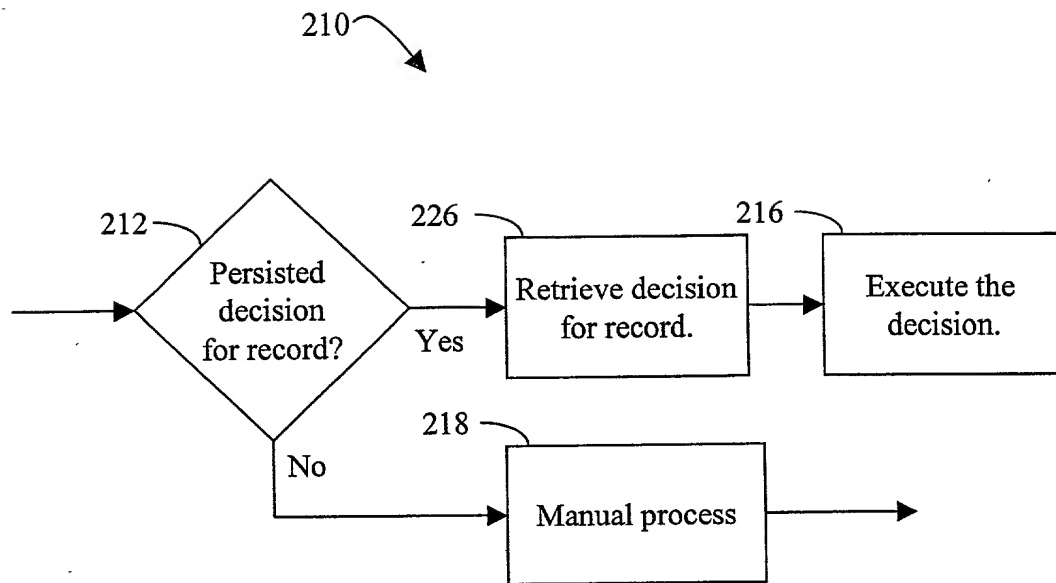 210
212
Persisted
decision
for record?
Yes
226
Retrieve decision
for record.
216
Execute the
decision.
No
218
Manual process